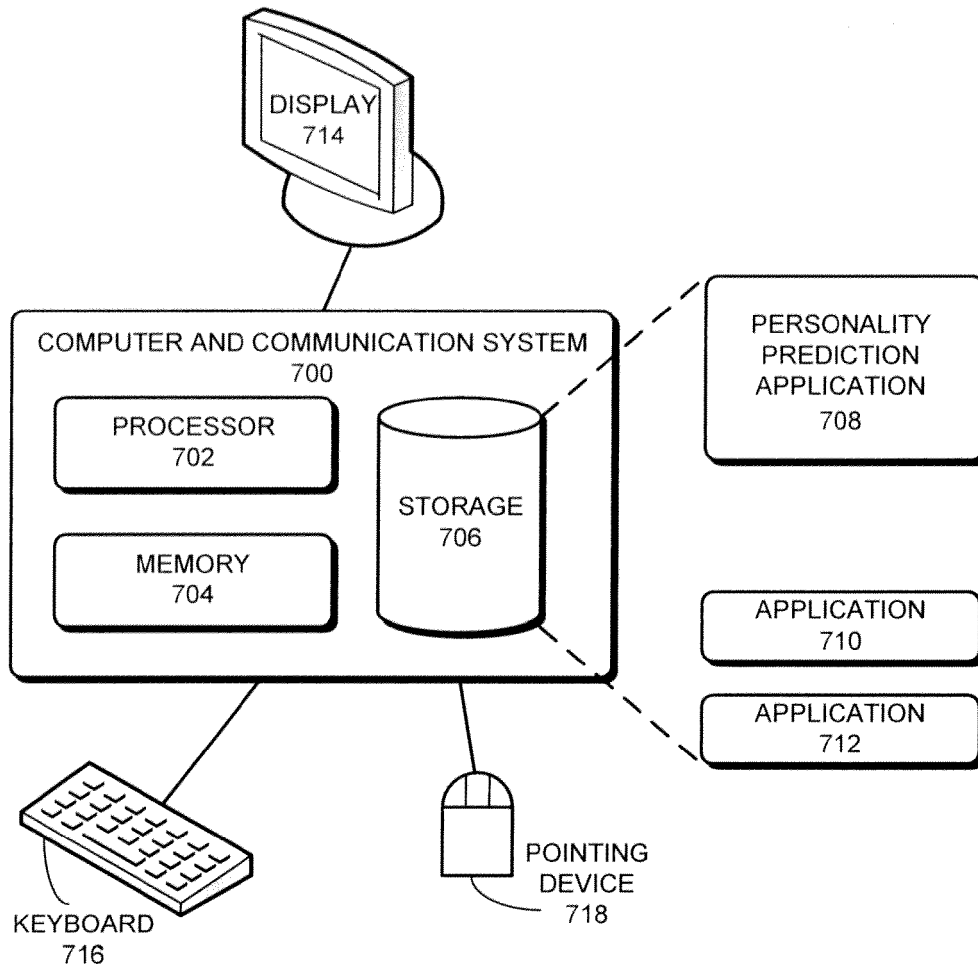 DISPLAY
714
COMPUTER AND COMMUNICATION SYSTEM
700
PROCESSOR
702
MEMORY
704
STORAGE
706
PERSONALITY
PREDICTION
APPLICATION
708
APPLICATION
710
APPLICATION
712
KEYBOARD
716
POINTING
DEVICE
718